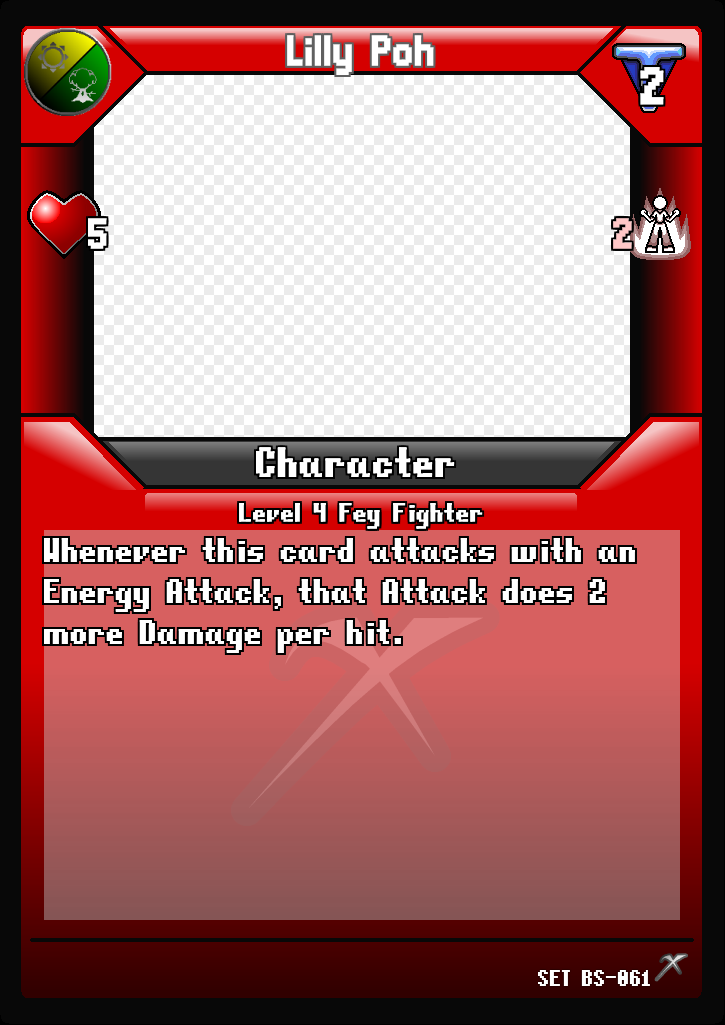 Lilly Poh
2
5
2
Character
Level 4 Fey Fighter
Whenever this card attacks with an
Energy Attack, that Attack does 2
more Damage per hit.
SET BS-061